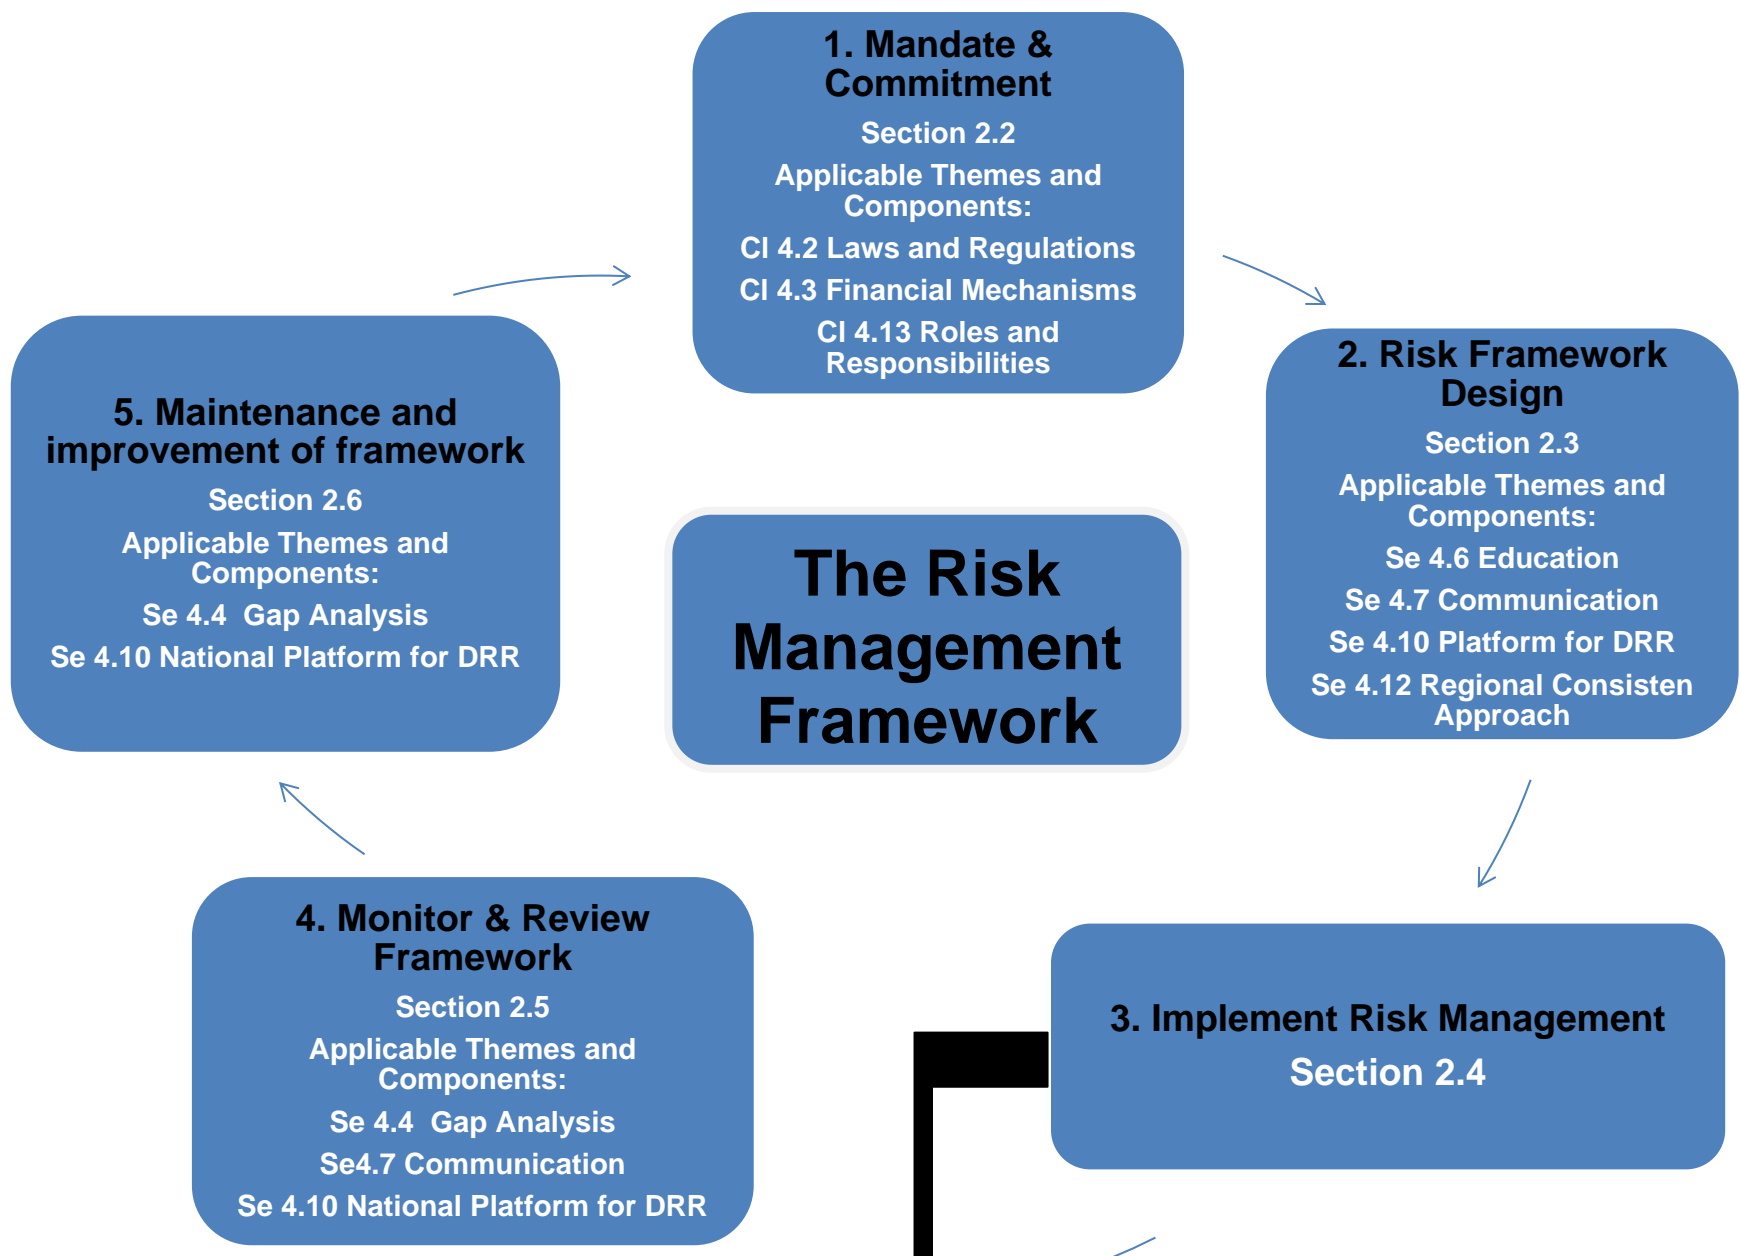 1. Mandate &
Commitment
Section 2.2
Applicable Themes and
Components:
Cl 4.2 Laws and Regulations
Cl 4.3 Financial Mechanisms
Cl 4.13 Roles and
Responsibilities
2. Risk Framework
Design
Section 2.3
Applicable Themes and
Components:
Se 4.6 Education
Se 4.7 Communication
Se 4.10 Platform for DRR
Se 4.12 Regional Consisten
Approach
The Risk
Management
Framework
3. Implement Risk Management
Section 2.4
4. Monitor & Review
Framework
Section 2.5
Applicable Themes and
Components:
Se 4.4  Gap Analysis
Se4.7 Communication
Se 4.10 National Platform for DRR
5. Maintenance and
improvement of framework
Section 2.6
Applicable Themes and
Components:
Se 4.4  Gap Analysis
Se 4.10 National Platform for DRR